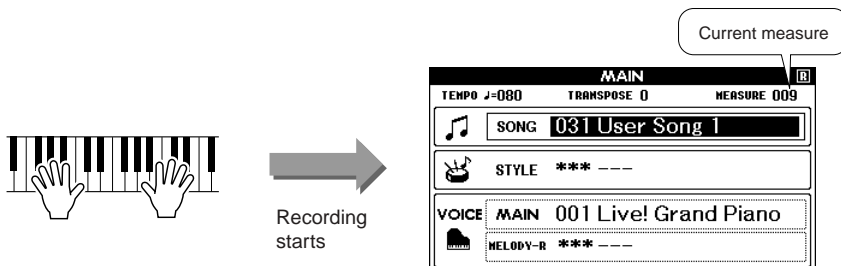 Current measure
MAIN R
TEMPO ♩=080 TRANSPOSE 0 MEASURE 009
SONG 031 User Song 1
STYLE *** ---
VOICE MAIN 001 Live! Grand Piano
MELODY-R *** ---
Recording
starts